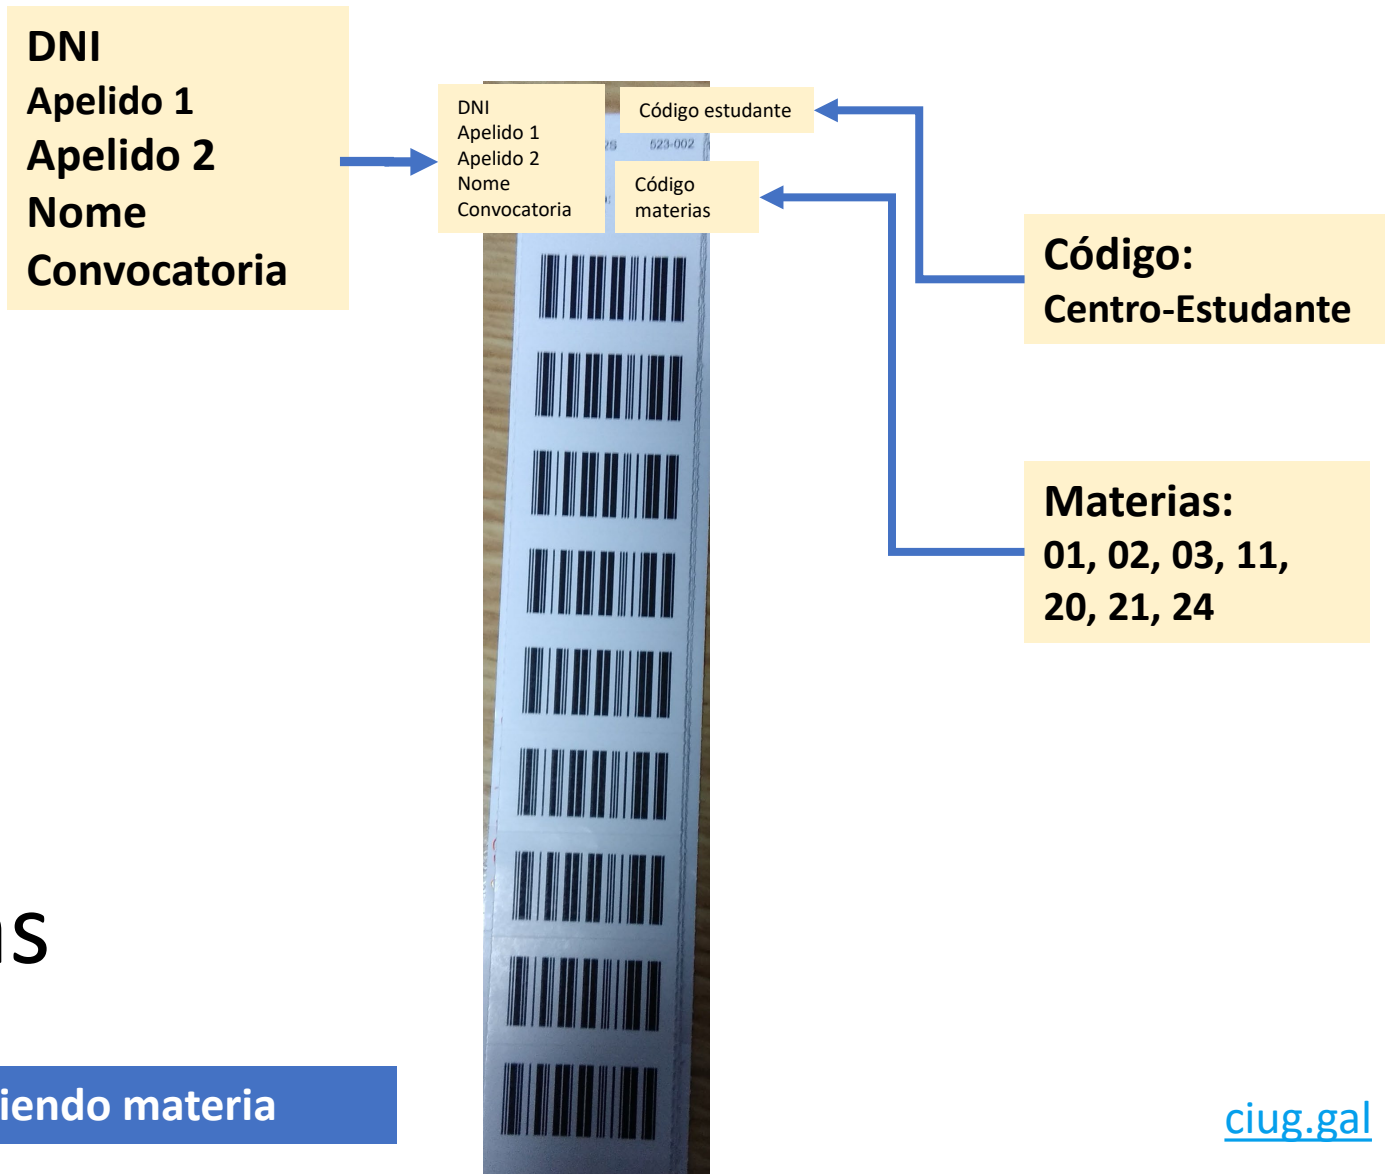 DNI
Apelido 1
Apelido 2
Nome
Convocatoria
DNI
Apelido 1
Apelido 2
Nome
Convocatoria
Código estudante
523-002
Código
materias
Código:
Centro-Estudante
Materias:
01, 02, 03, 11,
20, 21, 24
iendo materia
ciug.gal